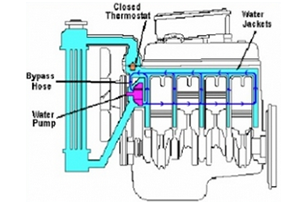 Closed
Thermostat
Water
Jackets
Bypass
Hose
Water
Pump